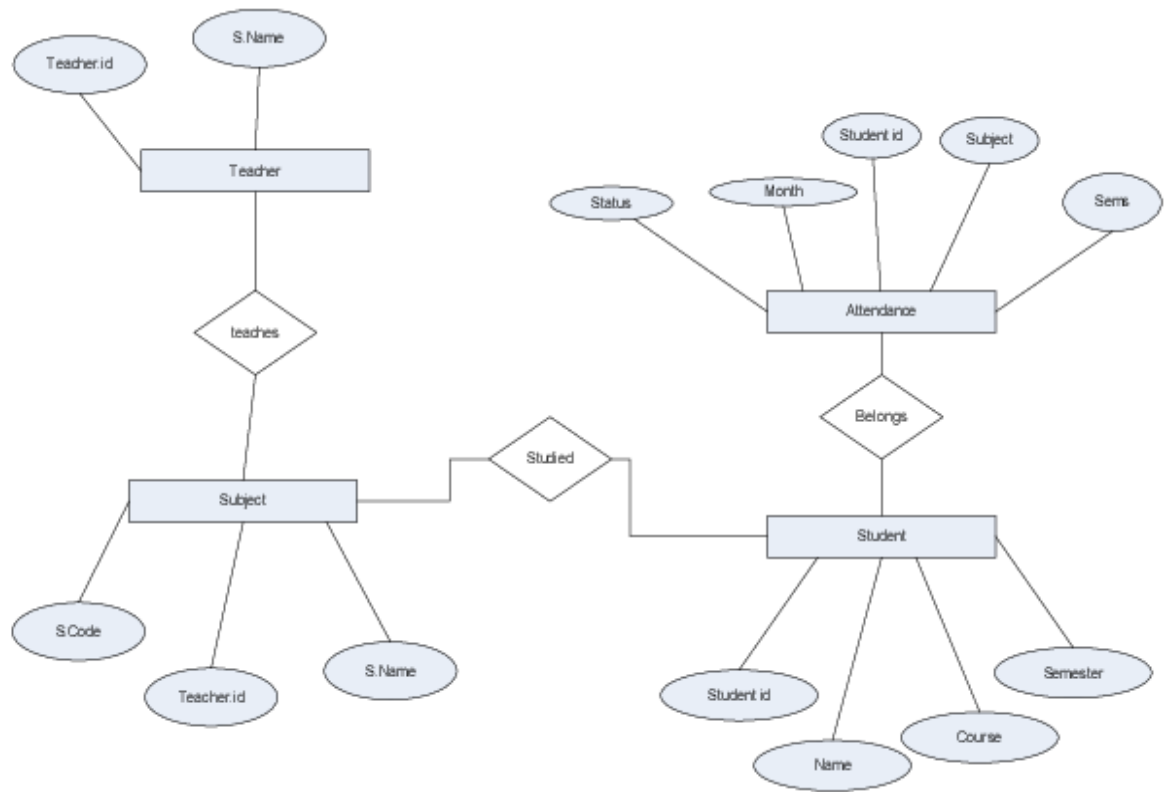 S.Name
Teacher.id
Teacher
Student id
Subject
Month
Status
Sems
Attendance
teaches
Belongs
Studied
Subject
Student
S.Code
Teacher.id
S.Name
Student id
Name
Course
Semester